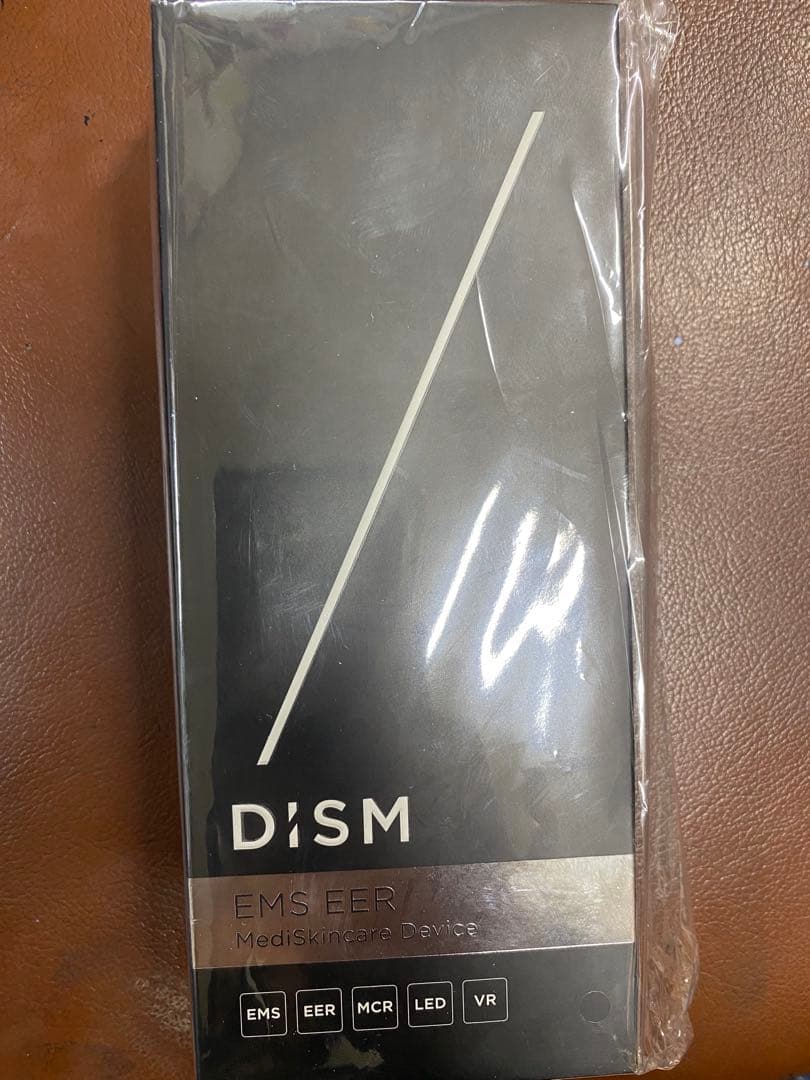 DISM
EMS EER
MediSkincare Device
EMS EER MCR LED VR